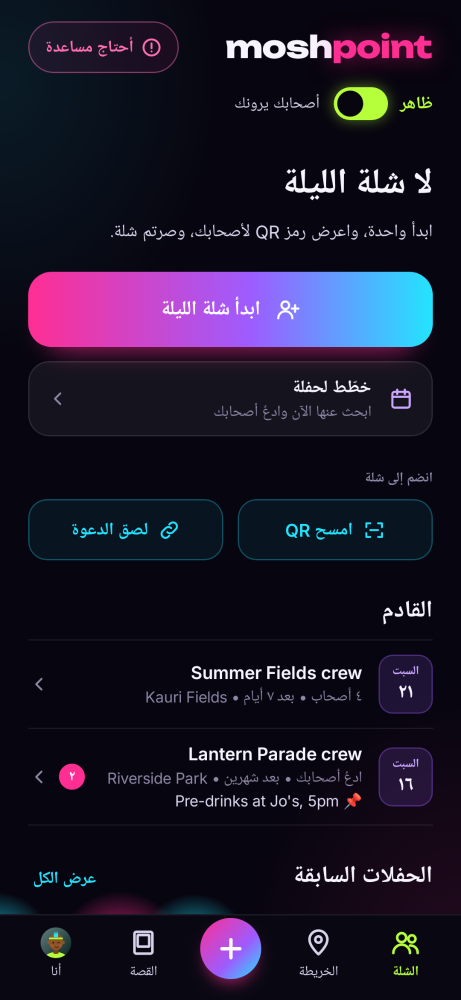 moshpoint
أحتاج مساعدة
ظاهر
أصحابك يرونك
لا شلة الليلة
ابدأ واحدة، واعرض رمز QR لأصحابك، وصرتم شلة.
ابدأ شلة الليلة
خطّط لحفلة
ابحث عنها الآن وادعُ أصحابك
انضم إلى شلة
امسح QR
لصق الدعوة
القادم
السبت
٢١
Summer Fields crew
٤ أصحاب • بعد ٧ أيام • Kauri Fields
السبت
١٦
Lantern Parade crew
ادعُ أصحابك • بعد شهرين • Riverside Park
📌 Pre-drinks at Jo's, 5pm
٢
الحفلات السابقة
عرض الكل
الشلة
الخريطة
القصة
أنا